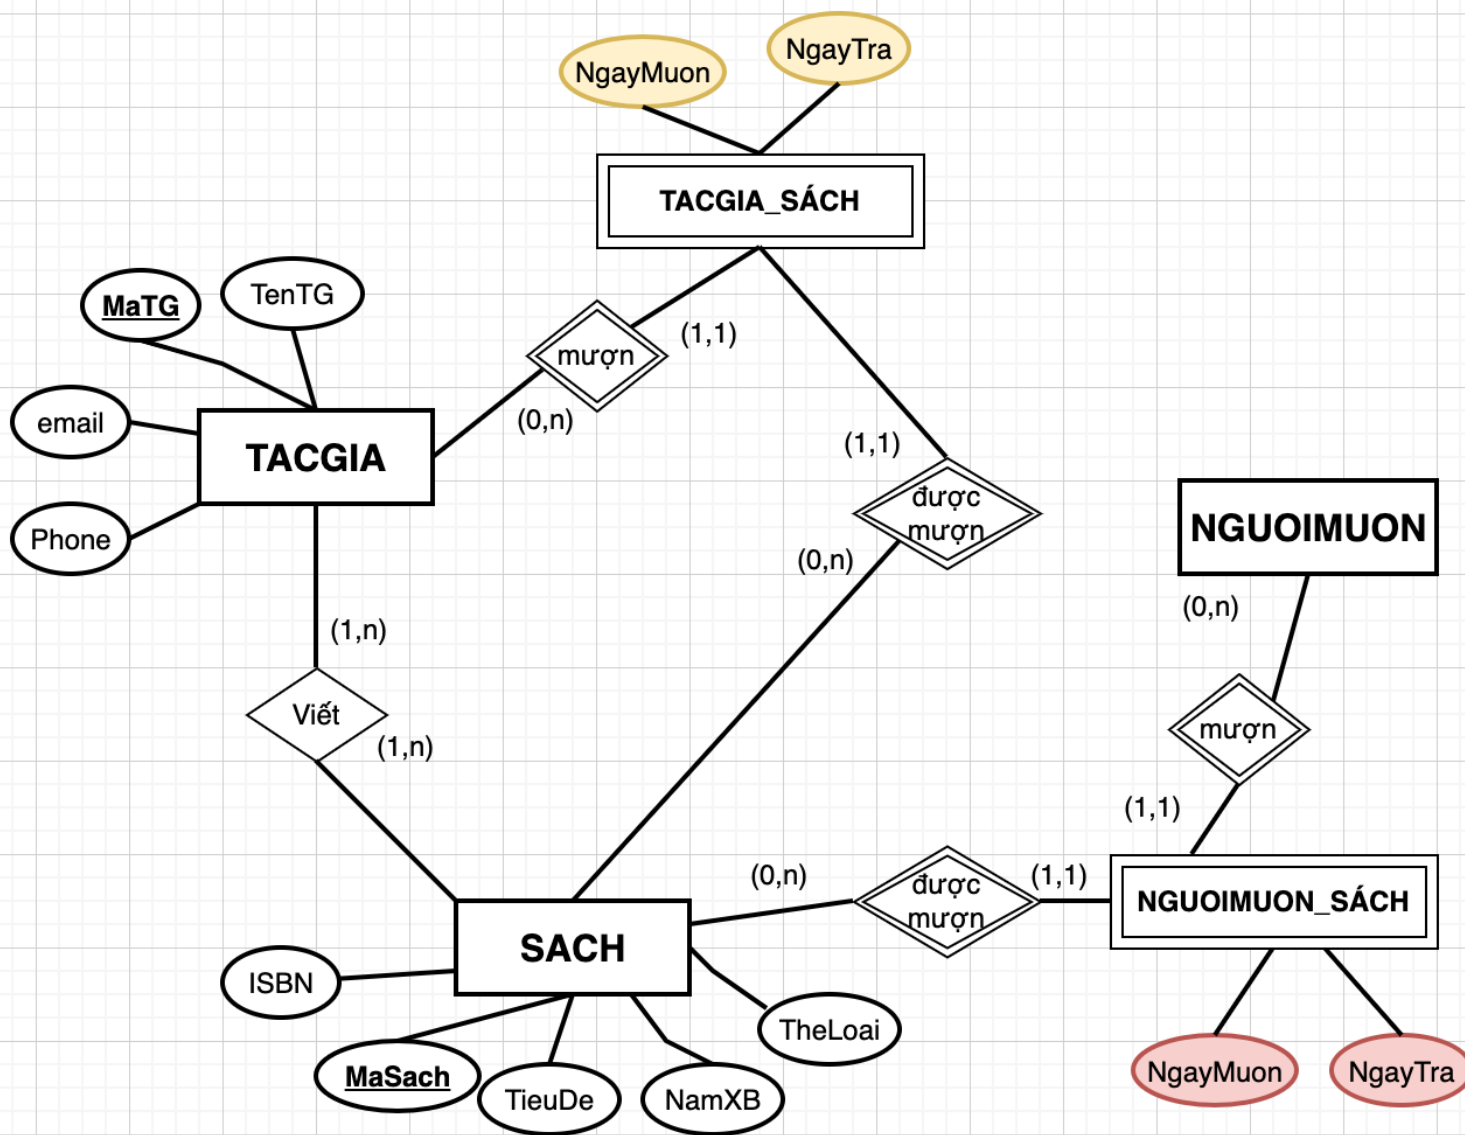 NgayMuon
NgayTra
TACGIA_SÁCH
MaTG
TenTG
mượn
(1,1)
(0,n)
email
TACGIA
Phone
(1,1)
được
mượn
(0,n)
NGUOIMUON
(0,n)
(1,n)
Viết
(1,n)
mượn
(1,1)
(0,n)
được
mượn
(1,1)
NGUOIMUON_SÁCH
SACH
ISBN
MaSach
TieuDe
NamXB
TheLoai
NgayMuon
NgayTra